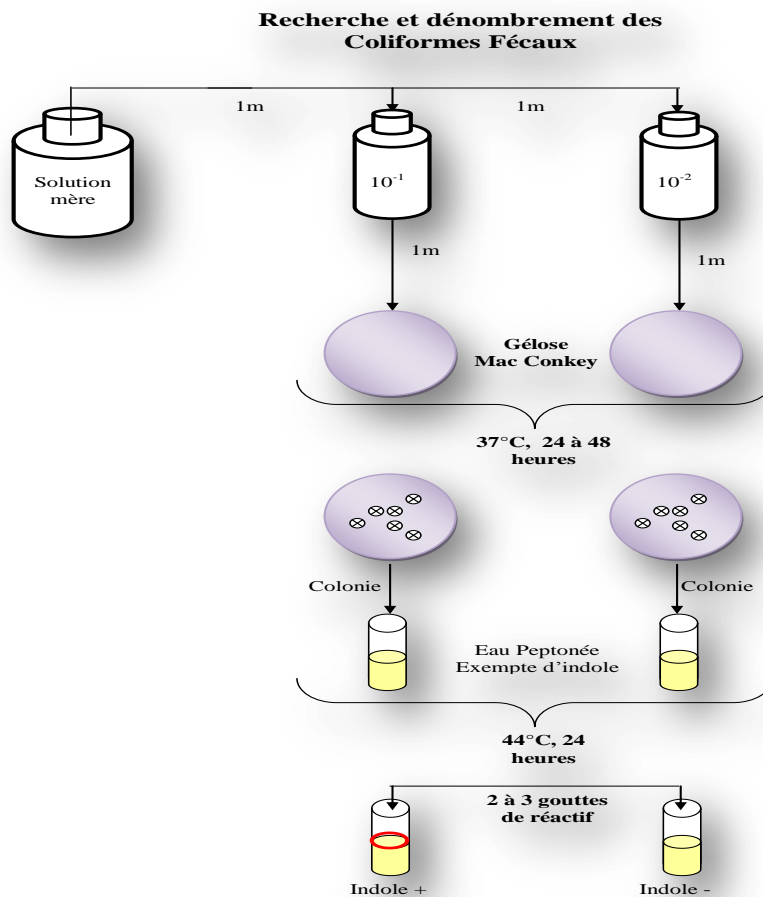 Recherche et dénombrement des
Coliformes Fécaux
1m
1m
Solution
mère
10⁻¹
10⁻²
1m
1m
Gélose
Mac Conkey
37°C, 24 à 48
heures
Colonie
Colonie
Eau Peptonée
Exempte d'indole
44°C, 24
heures
2 à 3 gouttes
de réactif
Indole +
Indole -